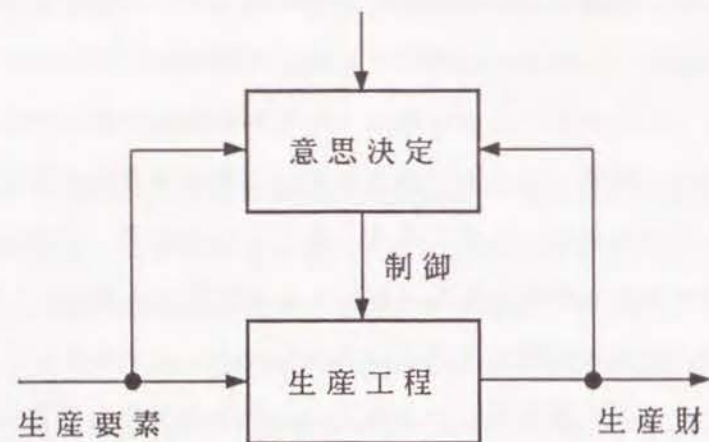 意思決定
制御
生産工程
生産要素
生産財